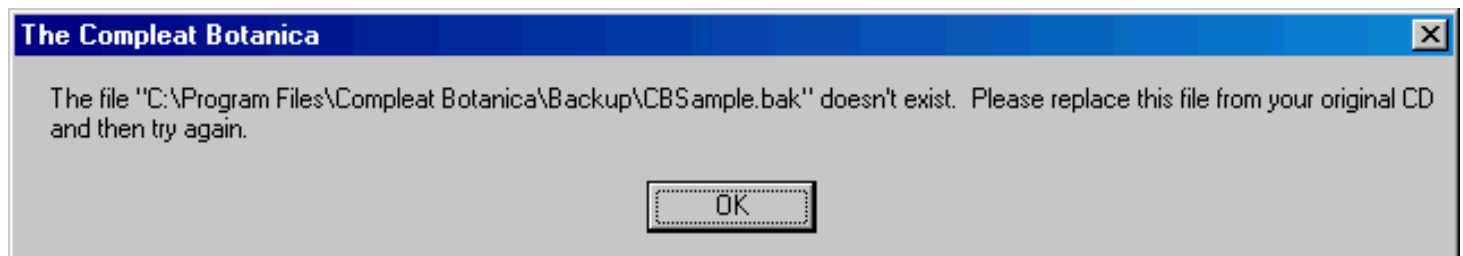 The Compleat Botanica
The file "C:\Program Files\Compleat Botanica\Backup\CBSample.bak" doesn't exist.  Please replace this file from your original CD
and then try again.
OK